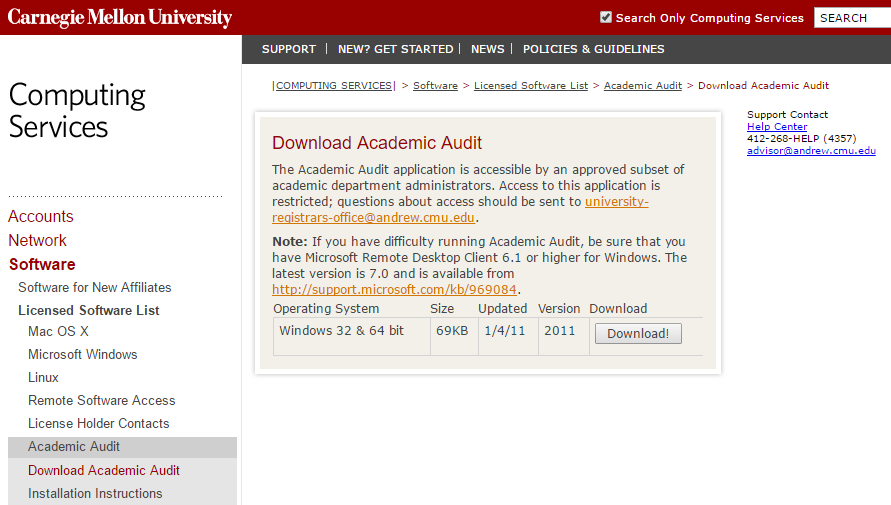 Carnegie Mellon University
Search Only Computing Services
SEARCH
SUPPORT | NEW? GET STARTED | NEWS | POLICIES & GUIDELINES
Computing
Services
Accounts
Network
Software
Software for New Affiliates
Licensed Software List
Mac OS X
Microsoft Windows
Linux
Remote Software Access
License Holder Contacts
Academic Audit
Download Academic Audit
Installation Instructions
|COMPUTING SERVICES| > Software > Licensed Software List > Academic Audit > Download Academic Audit
Download Academic Audit
The Academic Audit application is accessible by an approved subset of
academic department administrators. Access to this application is
restricted; questions about access should be sent to university-
registrars-office@andrew.cmu.edu.
Note: If you have difficulty running Academic Audit, be sure that you
have Microsoft Remote Desktop Client 6.1 or higher for Windows. The
latest version is 7.0 and is available from
http://support.microsoft.com/kb/969084.
Operating System Size Updated Version Download
Windows 32 & 64 bit 69KB 1/4/11 2011 Download!
Support Contact
Help Center
412-268-HELP (4357)
advisor@andrew.cmu.edu